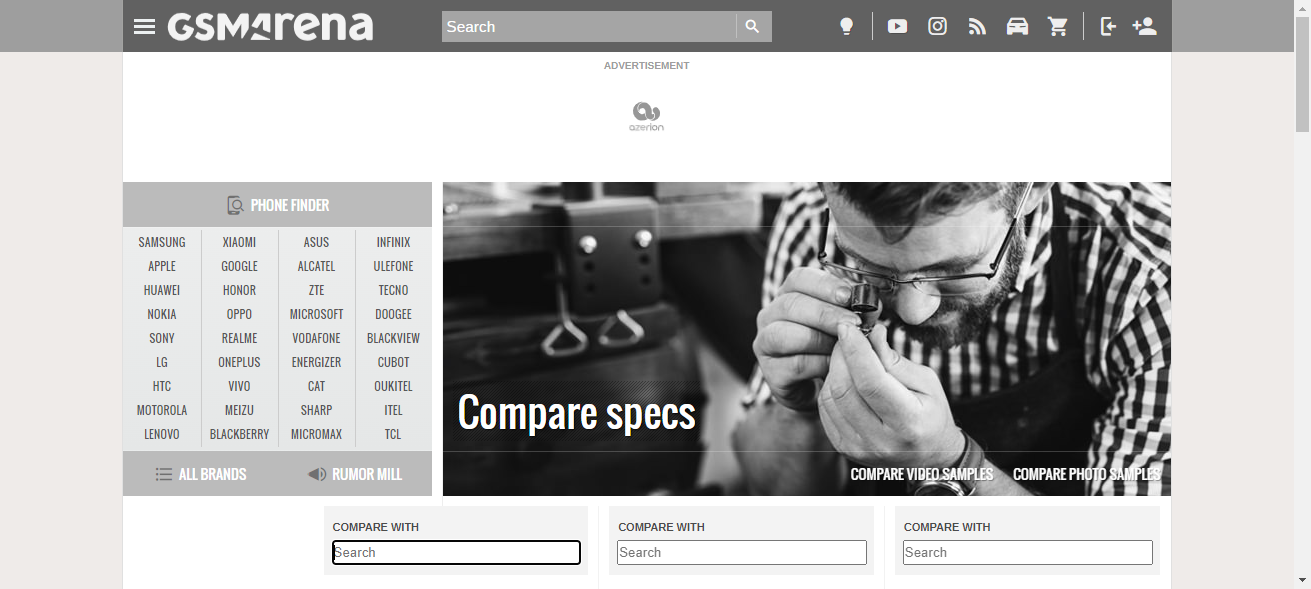 GSMArena
Search
ADVERTISEMENT
azerion
PHONE FINDER
SAMSUNG XIAOMI ASUS INFINIX
APPLE GOOGLE ALCATEL ULEFONE
HUAWEI HONOR ZTE TECNO
NOKIA OPPO MICROSOFT DOOGEE
SONY REALME VODAFONE BLACKVIEW
LG ONEPLUS ENERGIZER CUBOT
HTC VIVO CAT OUKITEL
MOTOROLA MEIZU SHARP ITEL
LENOVO BLACKBERRY MICROMAX TCL
ALL BRANDS RUMOR MILL
Compare specs
COMPARE VIDEO SAMPLES COMPARE PHOTO SAMPLES
COMPARE WITH COMPARE WITH COMPARE WITH
Search Search Search